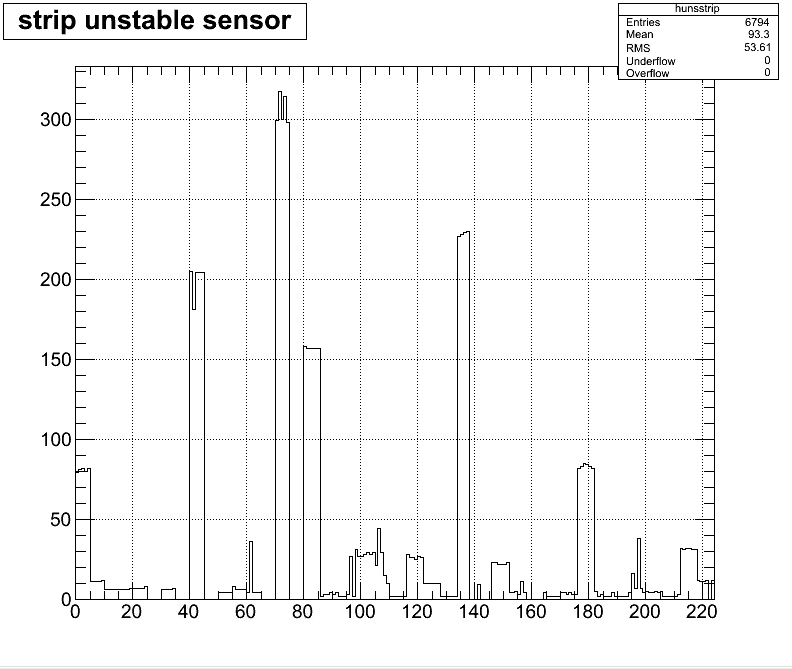 strip unstable sensor
hunsstrip
Entries 6794
Mean 93.3
RMS 53.61
Underflow 0
Overflow 0
300
250
200
150
100
50
0
0 20 40 60 80 100 120 140 160 180 200 220